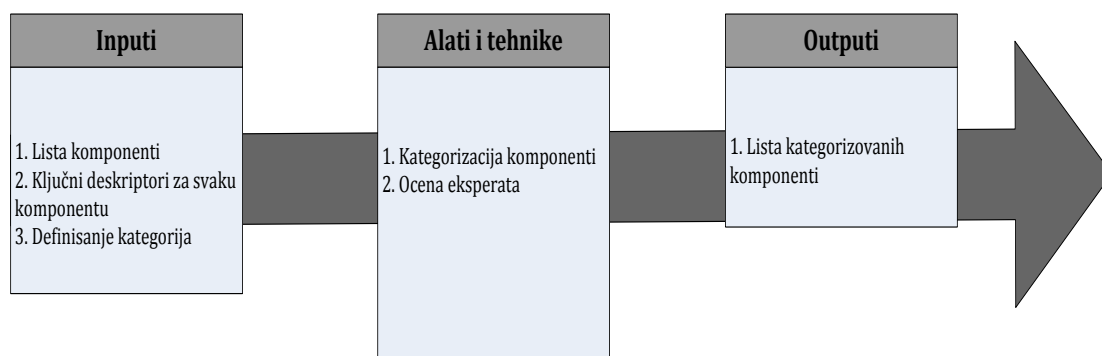 Inputi
1. Lista komponenti
2. Ključni deskriptori za svaku
komponentu
3. Definisanje kategorija
Alati i tehnike
1. Kategorizacija komponenti
2. Ocena eksperata
Outputi
1. Lista kategorizovanih
komponenti